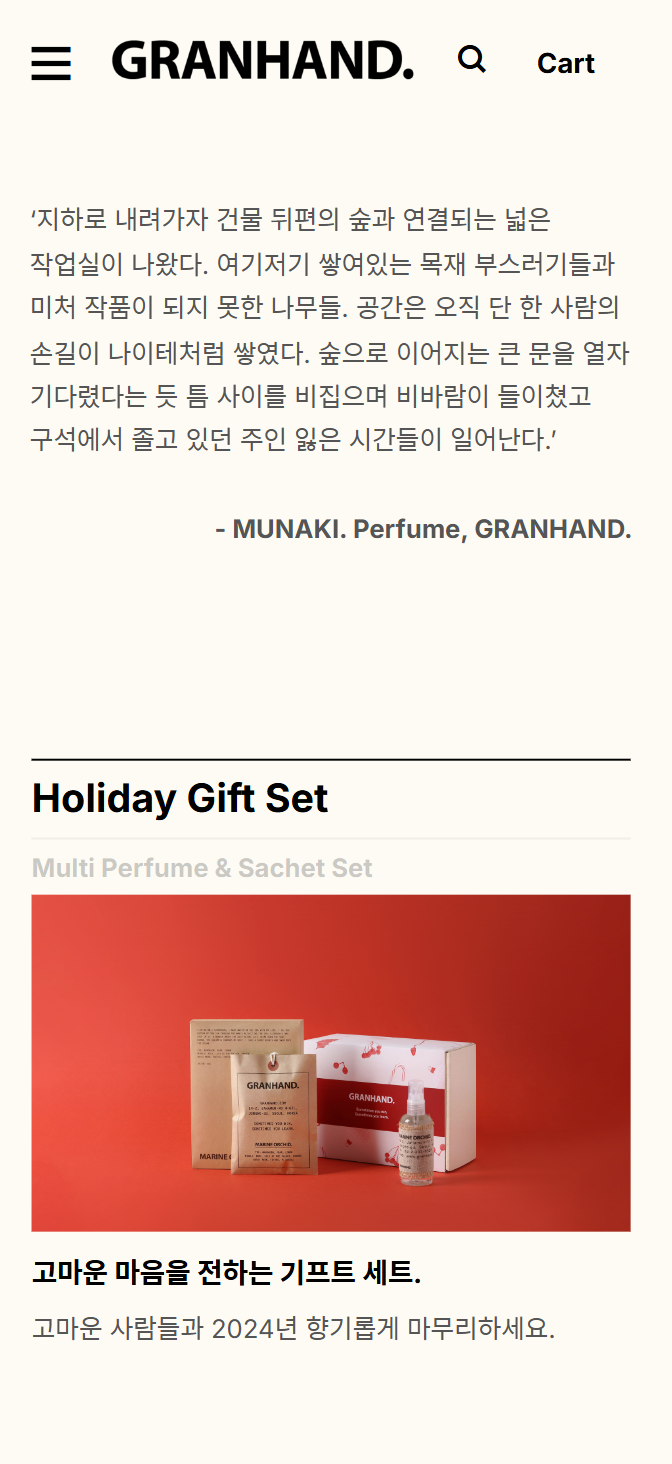 GRANHAND.
Cart
‘지하로 내려가자 건물 뒤편의 숲과 연결되는 넓은
작업실이 나왔다. 여기저기 쌓여있는 목재 부스러기들과
미처 작품이 되지 못한 나무들. 공간은 오직 단 한 사람의
손길이 나이테처럼 쌓였다. 숲으로 이어지는 큰 문을 열자
기다렸다는 듯 틈 사이를 비집으며 비바람이 들이쳤고
구석에서 졸고 있던 주인 잃은 시간들이 일어난다.’
- MUNAKI. Perfume, GRANHAND.
Holiday Gift Set
Multi Perfume & Sachet Set
GRANHAND.
MARINE ORCHID.
GRANHAND.
MARINE ORCHID.
고마운 마음을 전하는 기프트 세트.
고마운 사람들과 2024년 향기롭게 마무리하세요.